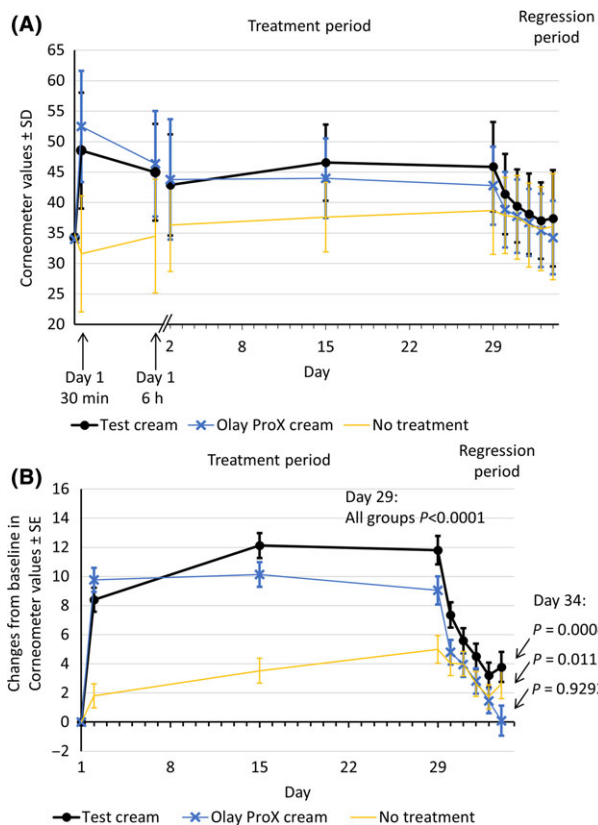 (A)
Treatment period
Regression
period
Corneometer values ± SD
65
60
55
50
45
40
35
30
25
20
2
8
15
22
29
Day 1
30 min
Day 1
6 h
Day
Test cream
Olay ProX cream
No treatment
(B)
Treatment period
Regression
period
Changes from baseline in
Corneometer values ± SE
16
14
12
10
8
6
4
2
0
−2
Day 29:
All groups P<0.0001
Day 34:
P = 0.000
P = 0.011
P = 0.929
1
8
15
22
29
Day
Test cream
Olay ProX cream
No treatment